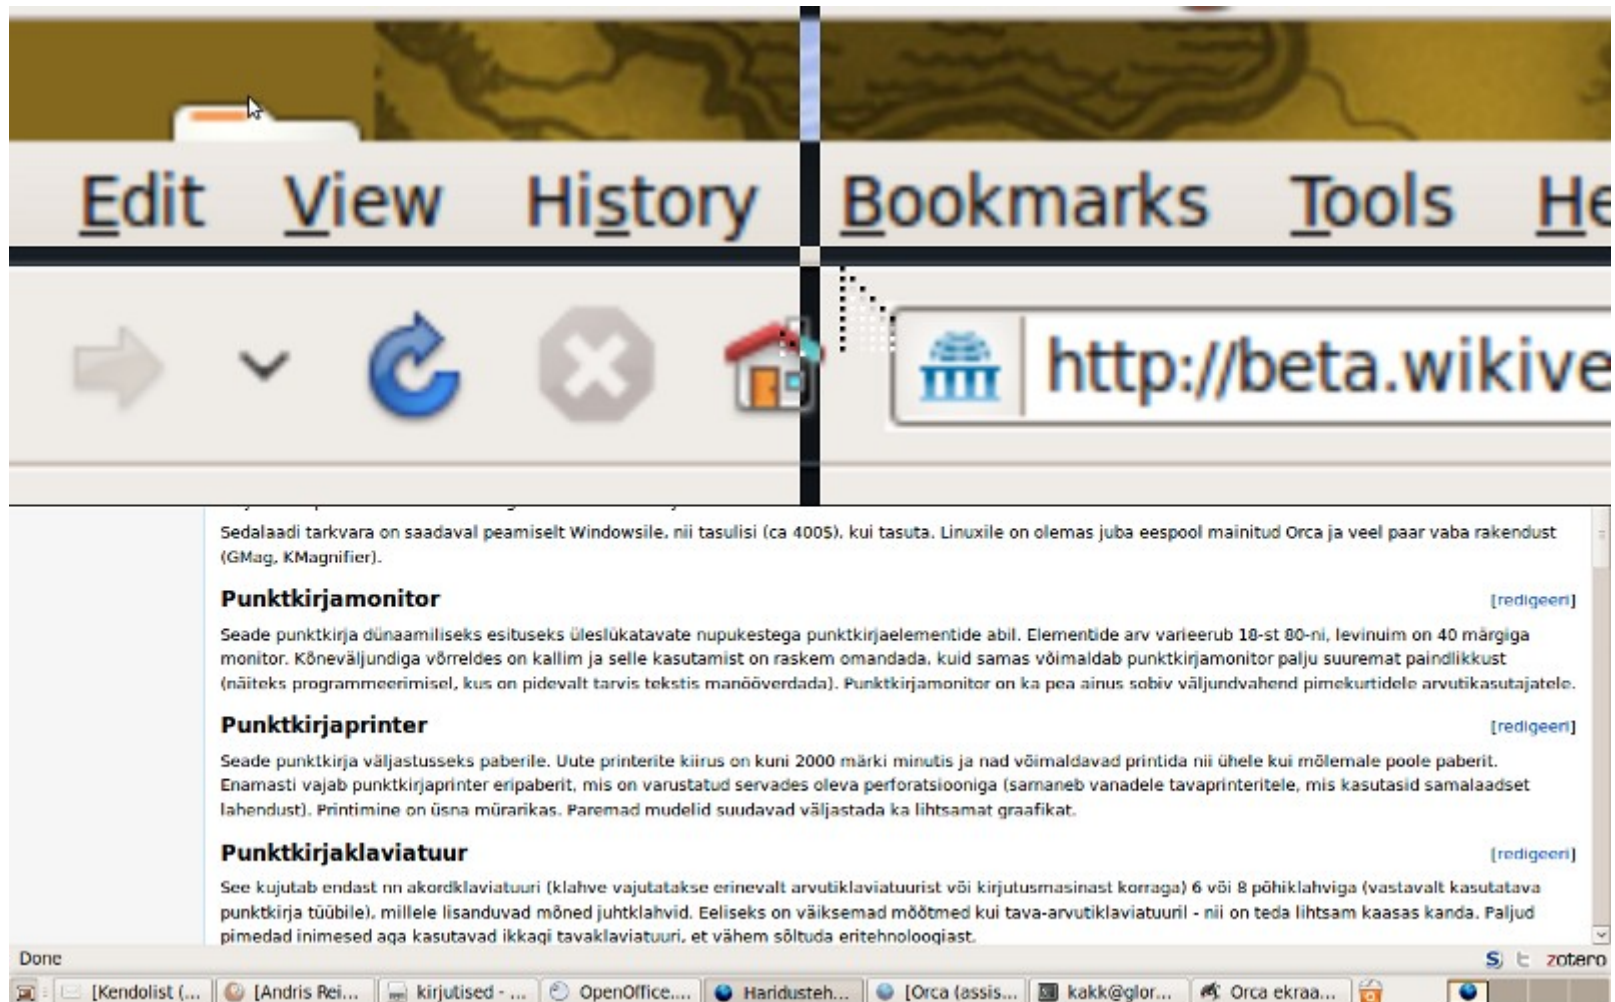 Edit View History Bookmarks Tools He
http://beta.wikive
Sedalaadi tarkvara on saadaval peamiselt Windowsile, nii tasulisi (ca 400$), kui tasuta. Linuxile on olemas juba eespool mainitud Orca ja veel paar vaba rakendust
(GMag, KMagnifier).
Punktkirjamonitor [redigeeri]
Seade punktkirja dünaamiliseks esituseks üleslükatavate nupukestega punktkirjaelementide abil. Elementide arv varieerub 18-st 80-ni, levinuim on 40 märgiga
monitor. Kõneväljundiga võrreldes on kallim ja selle kasutamist on raskem omandada, kuid samas võimaldab punktkirjamonitor palju suuremat paindlikkust
(näiteks programmeerimisel, kus on pidevalt tarvis tekstis manööverdada). Punktkirjamonitor on ka pea ainus sobiv väljundvahend pimekurtidele arvutikasutajatele.
Punktkirjaprinter [redigeeri]
Seade punktkirja väljastusseks paberile. Uute printerite kiirus on kuni 2000 märki minutis ja nad võimaldavad printida nii ühele kui mõlemale poole paberit.
Enamasti vajab punktkirjaprinter eripaberit, mis on varustatud servades oleva perforatsiooniga (sarnaneb vanadele tavaprinteritele, mis kasutasid samalaadset
lahendust). Printimine on üsna mürarikas. Paremad mudelid suudavad väljastada ka lihtsamat graafikat.
Punktkirjaklaviatuur [redigeeri]
See kujutab endast nn akordklaviatuuri (klahve vajutatakse erinevalt arvutiklaviatuurist või kirjutusmasinast korraga) 6 või 8 põhiklahviga (vastavalt kasutatava
punktkirja tüübile), millele lisanduvad mõned juhtklahvid. Eeliseks on väiksemad mõõtmed kui tava-arvutiklaviatuuril - nii on teda lihtsam kaasas kanda. Paljud
pimedad inimesed aga kasutavad ikkagi tavaklaviatuuri, et vähem sõltuda eritehnoloogiast.
Done S t zotero
[Kendolist (... [Andris Rei... kirjutised - ... OpenOffice.... Haridusteh... [Orca (assis... kakk@glor... Orca ekraa...